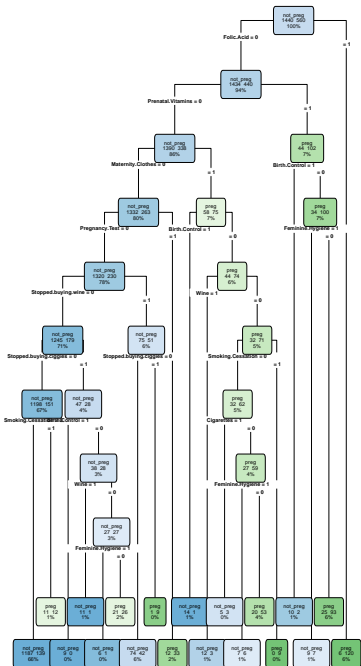 not_preg
1440 560
100%
Folic.Acid = 0
= 1
not_preg
1434 440
94%
Prenatal.Vitamins = 0
= 1
not_preg
1390 338
86%
preg
44 102
7%
Maternity.Clothes = 0
= 1
Birth.Control = 1
= 0
not_preg
1332 263
80%
preg
58 75
7%
preg
34 100
7%
Pregnancy.Test = 0
= 1
Birth.Control = 1
= 0
Feminine.Hygiene = 1
= 0
not_preg
1320 230
78%
preg
44 74
6%
Stopped.buying.wine = 0
= 1
Wine = 1
= 0
not_preg
1245 179
71%
not_preg
75 51
6%
preg
32 71
5%
Stopped.buying.ciggies = 0
= 1
Stopped.buying.ciggies = 0
= 1
Smoking.Cessation = 0
= 1
not_preg
1198 151
67%
not_preg
47 28
4%
preg
32 62
5%
Smoking.Cessation = 0
= 1
Birth.Control = 1
= 0
Cigarettes = 1
= 0
not_preg
38 28
3%
preg
27 59
4%
Wine = 1
= 0
Feminine.Hygiene = 1
= 0
not_preg
27 27
3%
Feminine.Hygiene = 1
= 0
preg
11 12
1%
not_preg
11 1
1%
preg
21 26
2%
preg
1 9
0%
not_preg
14 1
1%
not_preg
5 3
0%
preg
20 53
4%
not_preg
10 2
1%
preg
25 93
6%
not_preg
1187 139
66%
not_preg
9 0
0%
not_preg
6 1
0%
not_preg
74 42
6%
preg
12 33
2%
not_preg
12 3
1%
not_preg
7 6
1%
preg
0 9
0%
not_preg
9 7
1%
preg
6 120
6%